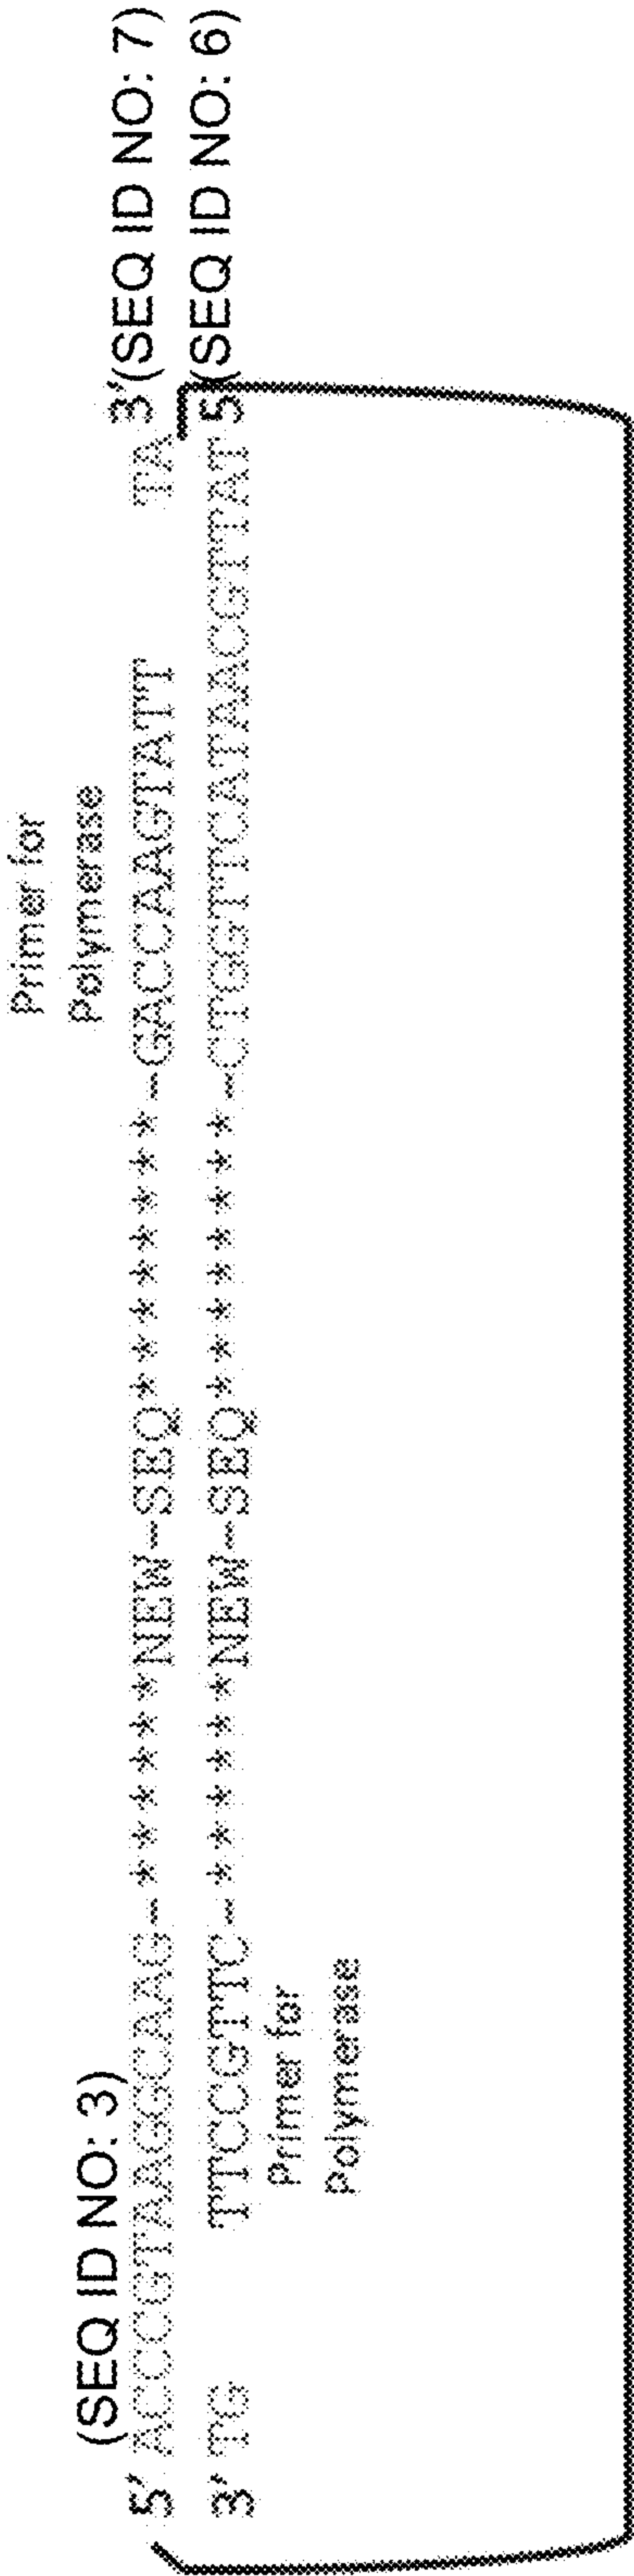 Primer for
Polymerase
(SEQ ID NO: 3)
5' ACCCGTAAGGCAAG-******NEW-SEQ********-GACCAAGTATT TA 3'(SEQ ID NO: 7)
3' TG TTCCGTTC-******NEW-SEQ********-CTGGTTCATAACGTTAT 5'(SEQ ID NO: 6)
Primer for
Polymerase